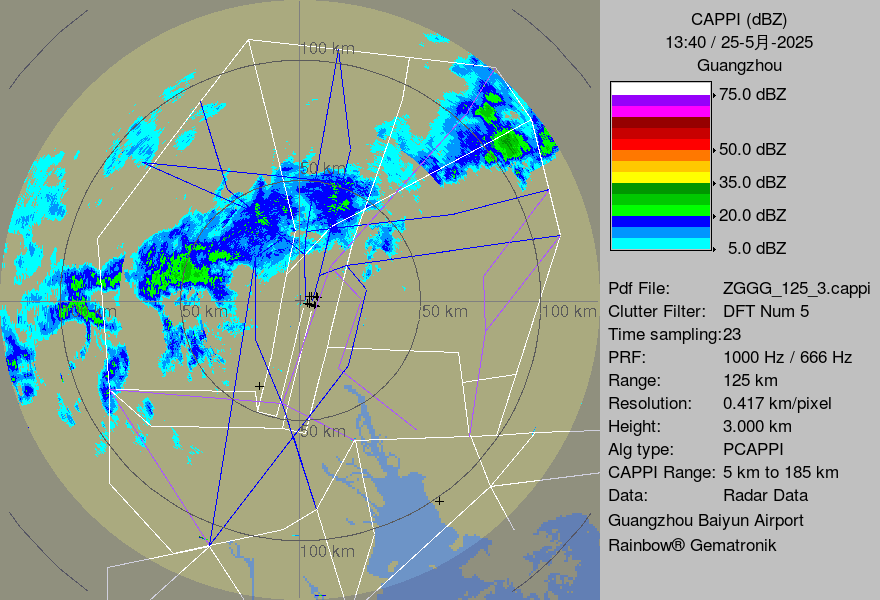 CAPPI (dBZ)
13:40 / 25-5月-2025
Guangzhou
75.0 dBZ
50.0 dBZ
35.0 dBZ
20.0 dBZ
5.0 dBZ
Pdf File: ZGGG_125_3.cappi
Clutter Filter: DFT Num 5
Time sampling:23
PRF: 1000 Hz / 666 Hz
Range: 125 km
Resolution: 0.417 km/pixel
Height: 3.000 km
Alg type: PCAPPI
CAPPI Range: 5 km to 185 km
Data: Radar Data
Guangzhou Baiyun Airport
Rainbow® Gematronik
100 km
50 km
100 km
50 km
50 km
100 km
50 km
100 km